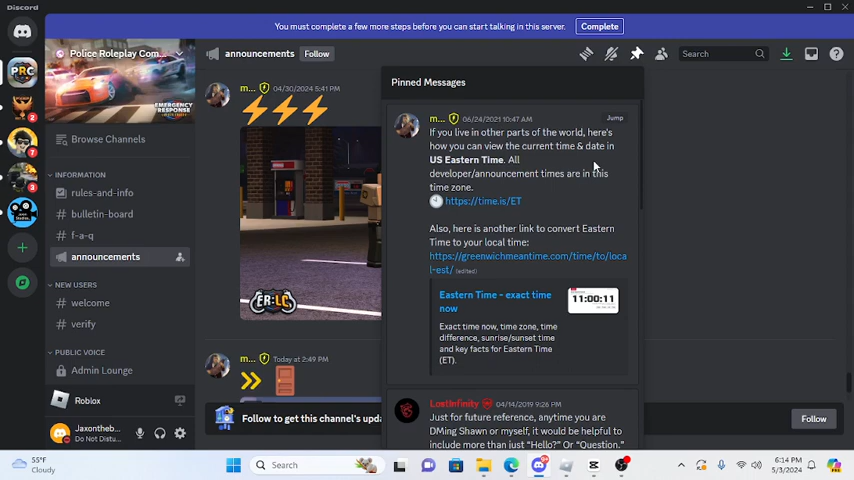 Discord
You must complete a few more steps before you can start talking in this server.
Complete
Police Roleplay Com...
announcements
Follow
Search
PRC
EMERGENCY
RESPONSE
Browse Channels
INFORMATION
rules-and-info
bulletin-board
f-a-q
announcements
NEW USERS
welcome
verify
PUBLIC VOICE
Admin Lounge
Roblox
Jaxontheb...
Do Not Distu...
2
7
3
m...
04/30/2024 5:41 PM
ER:LC
m...
Today at 2:49 PM
Follow to get this channel's upda
Follow
Pinned Messages
m...
06/24/2021 10:47 AM
Jump
If you live in other parts of the world, here's
how you can view the current time & date in
US Eastern Time. All
developer/announcement times are in this
time zone.
https://time.is/ET
Also, here is another link to convert Eastern
Time to your local time:
https://greenwichmeantime.com/time/to/loca
l-est/ (edited)
Eastern Time - exact time
now
11:00:11
Exact time now, time zone, time
difference, sunrise/sunset time
and key facts for Eastern Time
(ET).
LostInfinity
04/14/2019 9:26 PM
Just for future reference, anytime you are
DMing Shawn or myself, it would be helpful to
include more than just “Hello?” Or “Question.”
55°F
Cloudy
Search
6:14 PM
5/3/2024